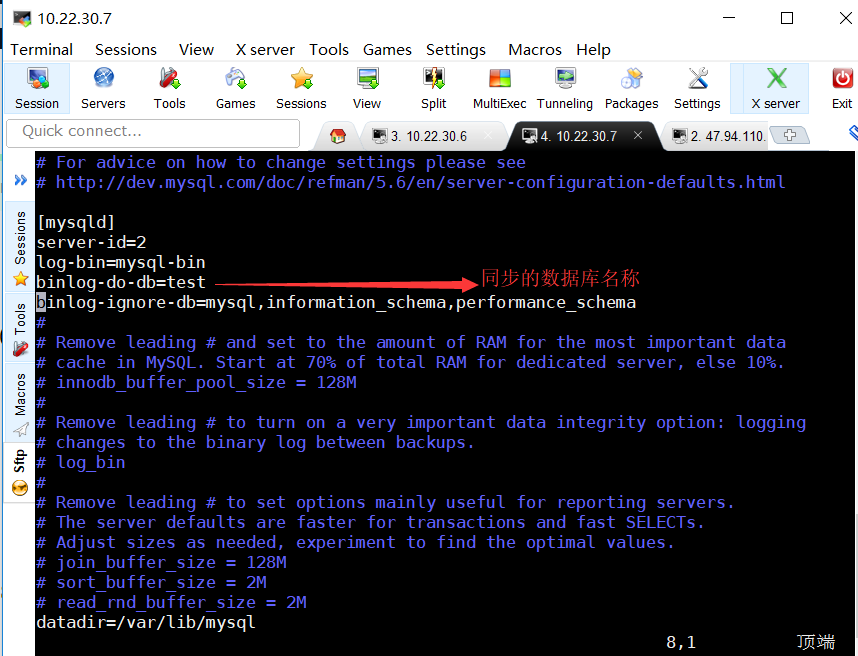 10.22.30.7
Terminal Sessions View X server Tools Games Settings Macros Help
Session Servers Tools Games Sessions View Split MultiExec Tunneling Packages Settings X server Exit
Quick connect...
3. 10.22.30.6
4. 10.22.30.7
2. 47.94.110.
Sessions
Tools
Macros
Sftp
# For advice on how to change settings please see
# http://dev.mysql.com/doc/refman/5.6/en/server-configuration-defaults.html
[mysqld]
server-id=2
log-bin=mysql-bin
binlog-do-db=test
同步的数据库名称
binlog-ignore-db=mysql,information_schema,performance_schema
#
# Remove leading # and set to the amount of RAM for the most important data
# cache in MySQL. Start at 70% of total RAM for dedicated server, else 10%.
# innodb_buffer_pool_size = 128M
#
# Remove leading # to turn on a very important data integrity option: logging
# changes to the binary log between backups.
# log_bin
#
# Remove leading # to set options mainly useful for reporting servers.
# The server defaults are faster for transactions and fast SELECTs.
# Adjust sizes as needed, experiment to find the optimal values.
# join_buffer_size = 128M
# sort_buffer_size = 2M
# read_rnd_buffer_size = 2M
datadir=/var/lib/mysql
8,1 顶端